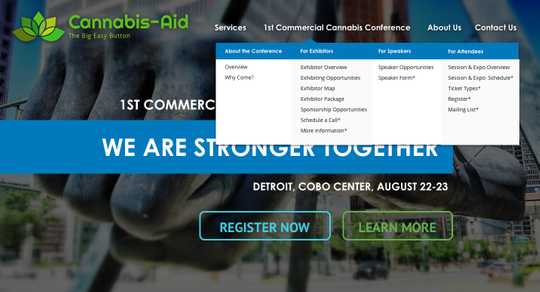 Cannabis-Aid
The Big Easy Button
Services
1st Commercial Cannabis Conference
About Us
Contact Us
About the Conference
Overview
Why Come?
For Exhibitors
Exhibitor Overview
Exhibiting Opportunities
Exhibitor Map
Exhibitor Package
Sponsorship Opportunities
Schedule a Call*
More Information*
For Speakers
Speaker Opportunities
Speaker Form*
For Attendees
Session & Expo Overview
Session & Expo Schedule*
Ticket Types*
Register*
Mailing List*
1ST COMMERC
WE ARE STRONGER TOGETHER
DETROIT, COBO CENTER, AUGUST 22-23
REGISTER NOW
LEARN MORE